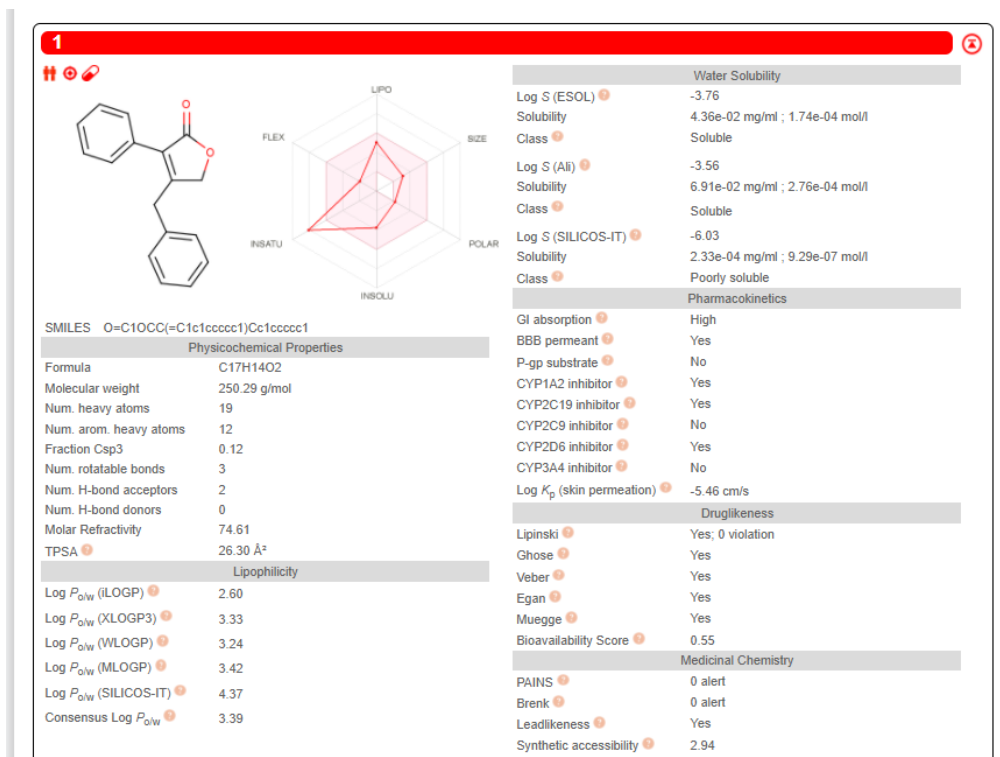 1
LIPO
FLEX
SIZE
INSATU
POLAR
INSOLU
O
O
SMILES O=C1OCC(=C1c1ccccc1)Cc1ccccc1
Physicochemical Properties
Formula C17H14O2
Molecular weight 250.29 g/mol
Num. heavy atoms 19
Num. arom. heavy atoms 12
Fraction Csp3 0.12
Num. rotatable bonds 3
Num. H-bond acceptors 2
Num. H-bond donors 0
Molar Refractivity 74.61
TPSA ? 26.30 Å²
Lipophilicity
Log Po/w (iLOGP) ? 2.60
Log Po/w (XLOGP3) ? 3.33
Log Po/w (WLOGP) ? 3.24
Log Po/w (MLOGP) ? 3.42
Log Po/w (SILICOS-IT) ? 4.37
Consensus Log Po/w ? 3.39
Water Solubility
Log S (ESOL) ? -3.76
Solubility 4.36e-02 mg/ml ; 1.74e-04 mol/l
Class ? Soluble
Log S (Ali) ? -3.56
Solubility 6.91e-02 mg/ml ; 2.76e-04 mol/l
Class ? Soluble
Log S (SILICOS-IT) ? -6.03
Solubility 2.33e-04 mg/ml ; 9.29e-07 mol/l
Class ? Poorly soluble
Pharmacokinetics
GI absorption ? High
BBB permeant ? Yes
P-gp substrate ? No
CYP1A2 inhibitor ? Yes
CYP2C19 inhibitor ? Yes
CYP2C9 inhibitor ? No
CYP2D6 inhibitor ? Yes
CYP3A4 inhibitor ? No
Log Kp (skin permeation) ? -5.46 cm/s
Druglikeness
Lipinski ? Yes; 0 violation
Ghose ? Yes
Veber ? Yes
Egan ? Yes
Muegge ? Yes
Bioavailability Score ? 0.55
Medicinal Chemistry
PAINS ? 0 alert
Brenk ? 0 alert
Leadlikeness ? Yes
Synthetic accessibility ? 2.94